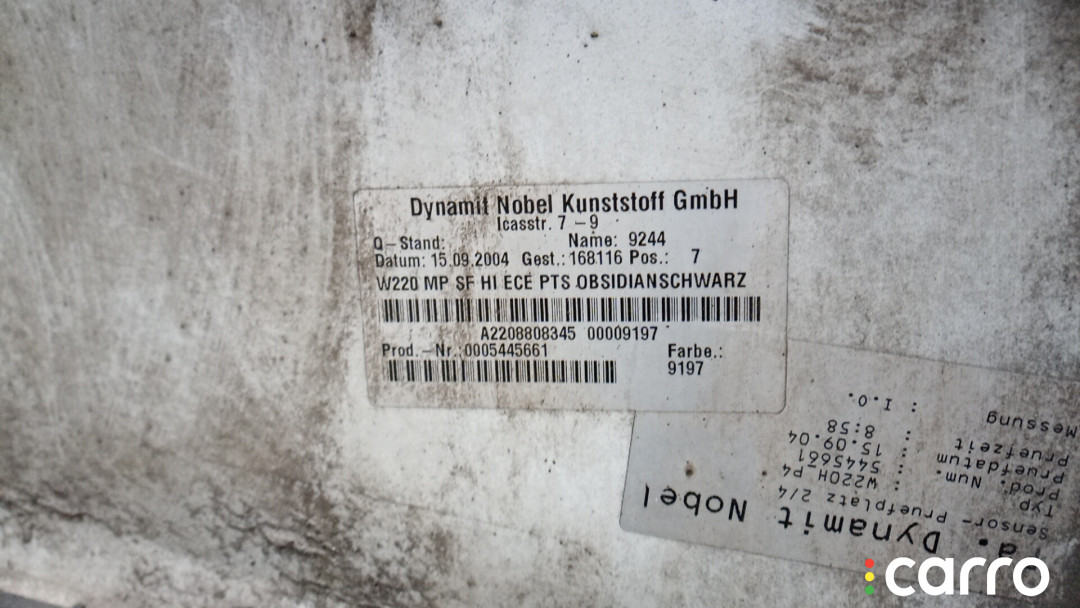 Dynamit Nobel Kunststoff GmbH
Icasstr. 7 - 9
Q-Stand: Name: 9244
Datum: 15.09.2004 Gest.: 168116 Pos.: 7
W220 MP SF HI ECE PTS OBSIDIANSCHWARZ
A2208808345 00009197
Prod.-Nr.: 0005445661 Farbe.:
9197
a. Dynamit Nobel
Sensor- Pruefplatz 2/4
Typ : W220H P4
Prod. Num. : 5445661
Pruefdatum : 15.09.04
Pruefzeit : 8:58
Messung : I.O.
carro